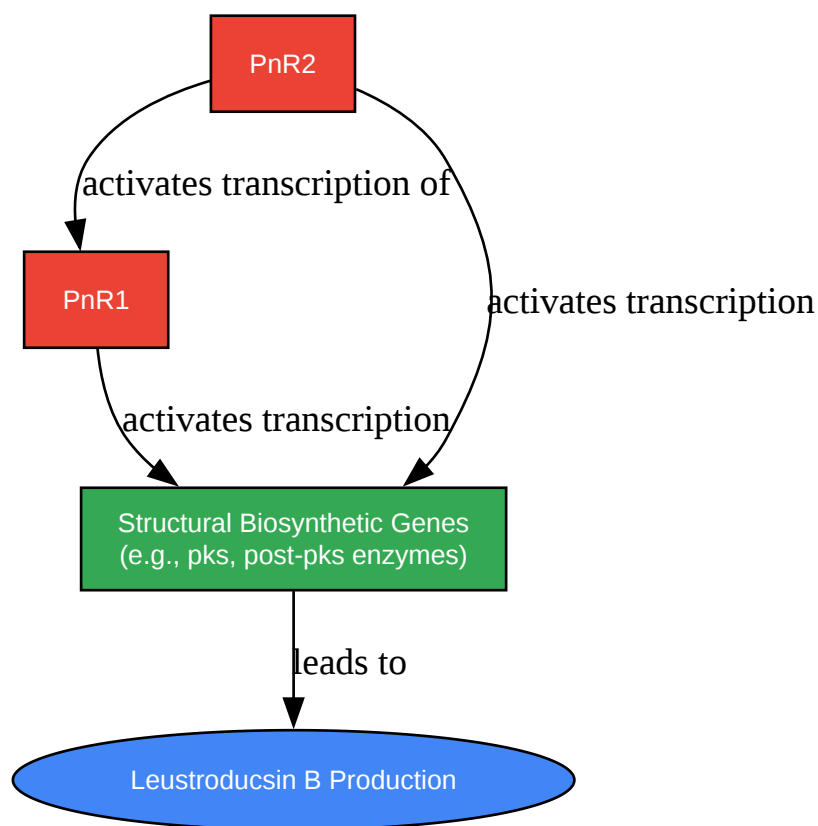 PnR2
activates transcription of
PnR1
activates transcription
activates transcription
Structural Biosynthetic Genes
(e.g., pks, post-pks enzymes)
leads to
Leustroducsin B Production